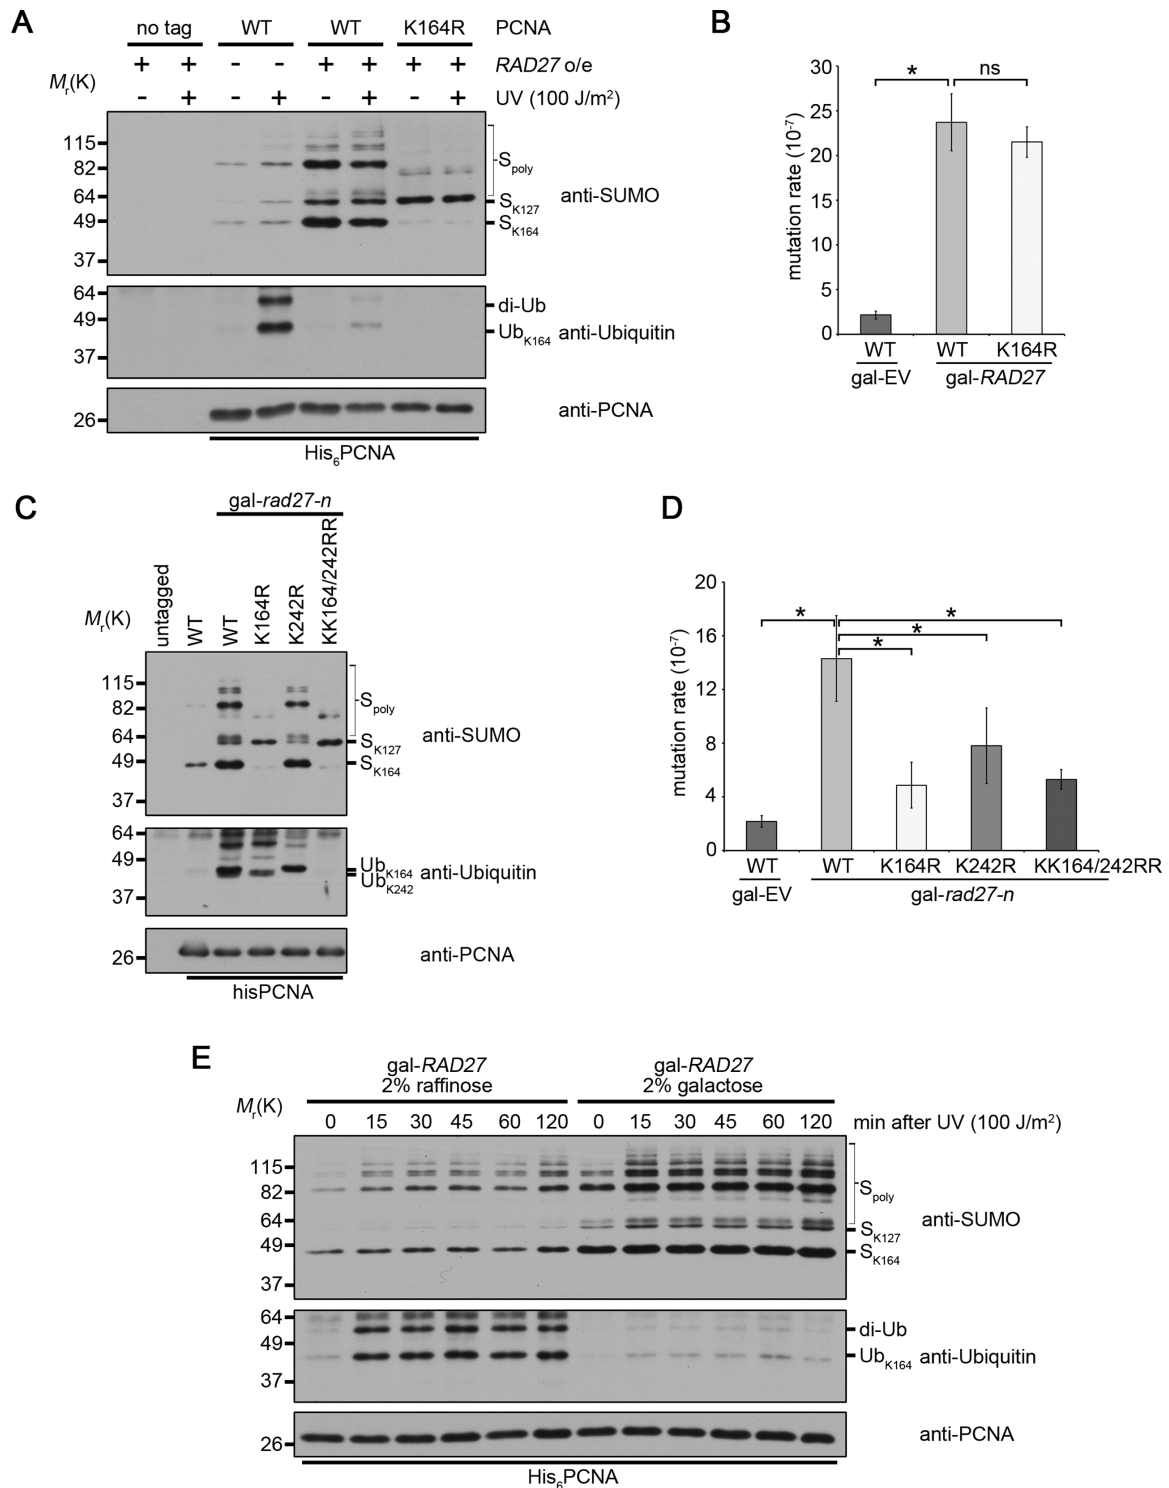 A
no tag WT WT K164R PCNA
+ + - - + + + + RAD27 o/e
Mr(K)
- + - + - + - + UV (100 J/m²)
115
82
64
49
37
Spoly
SK127
SK164
anti-SUMO
64
49
37
di-Ub
UbK164 anti-Ubiquitin
26
anti-PCNA
His6PCNA
B
mutation rate (10-7)
30
25
20
15
10
5
0
* ns
WT WT K164R
gal-EV gal-RAD27
C
gal-rad27-n
Mr(K)
untagged
WT
WT
K164R
K242R
KK164/242RR
115
82
64
49
37
Spoly
SK127
SK164
anti-SUMO
64
49
37
UbK164
UbK242
anti-Ubiquitin
26
anti-PCNA
hisPCNA
D
mutation rate (10-7)
20
16
12
8
4
0
* *
*
*
WT WT K164R K242R KK164/242RR
gal-EV gal-rad27-n
E
gal-RAD27 gal-RAD27
2% raffinose 2% galactose
Mr(K)
0 15 30 45 60 120 0 15 30 45 60 120 min after UV (100 J/m²)
115
82
64
49
37
Spoly
SK127
SK164
anti-SUMO
64
49
37
di-Ub
UbK164 anti-Ubiquitin
26
anti-PCNA
His6PCNA